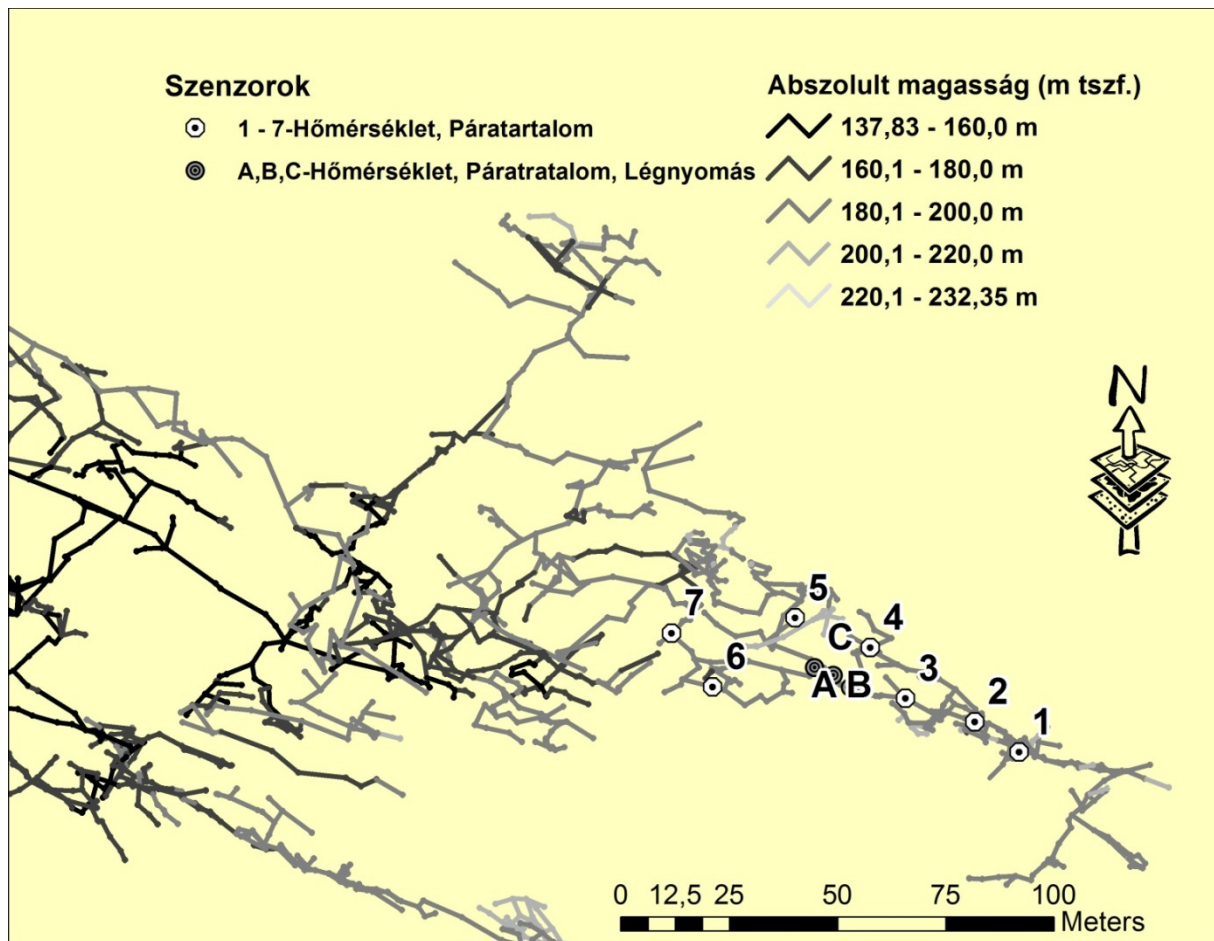 Szenzorok
1 - 7-Hőmérséklet, Páratartalom
A,B,C-Hőmérséklet, Páratratalom, Légnyomás
Abszolult magasság (m tszf.)
137,83 - 160,0 m
160,1 - 180,0 m
180,1 - 200,0 m
200,1 - 220,0 m
220,1 - 232,35 m
N
5
7
C
4
6
A
B
3
2
1
0 12,5 25 50 75 100
Meters